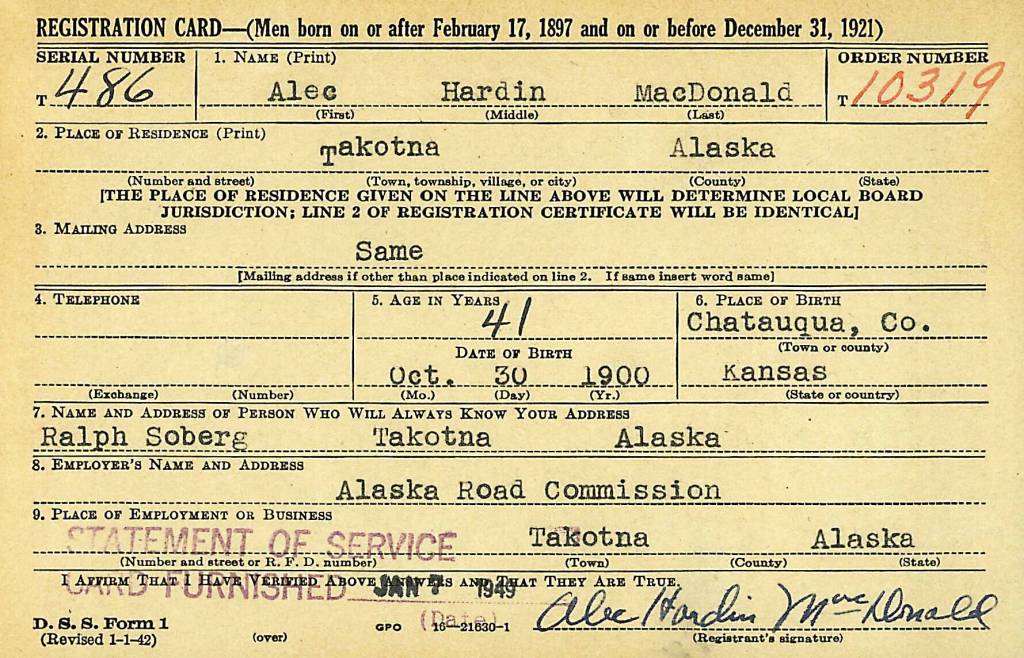 REGISTRATION CARD—(Men born on or after February 17, 1897 and on or before December 31, 1921)
SERIAL NUMBER 1. NAME (Print) ORDER NUMBER
T 486 Alec Hardin MacDonald T 10319
(First) (Middle) (Last)
2. PLACE OF RESIDENCE (Print)
Takotna Alaska
(Number and street) (Town, township, village, or city) (County) (State)
[THE PLACE OF RESIDENCE GIVEN ON THE LINE ABOVE WILL DETERMINE LOCAL BOARD
JURISDICTION; LINE 2 OF REGISTRATION CERTIFICATE WILL BE IDENTICAL]
3. MAILING ADDRESS
Same
[Mailing address if other than place indicated on line 2. If same insert word same]
4. TELEPHONE 5. AGE IN YEARS 6. PLACE OF BIRTH
41 Chatauqua, Co.
DATE OF BIRTH (Town or county)
Oct. 30 1900 Kansas
(Exchange) (Number) (Mo.) (Day) (Yr.) (State or country)
7. NAME AND ADDRESS OF PERSON WHO WILL ALWAYS KNOW YOUR ADDRESS
Ralph Soberg Takotna Alaska
8. EMPLOYER'S NAME AND ADDRESS
Alaska Road Commission
9. PLACE OF EMPLOYMENT OR BUSINESS
STATEMENT OF SERVICE Takotna Alaska
(Number and street or R. F. D. number) (Town) (County) (State)
I AFFIRM THAT I HAVE VERIFIED ABOVE ANSWERS AND THAT THEY ARE TRUE.
CARD FURNISHED JAN 7 1949
(Date)
Alec Hardin MacDonald
D. S. S. Form 1
(Revised 1-1-42) (over) GPO 16—21630-1 (Registrant's signature)